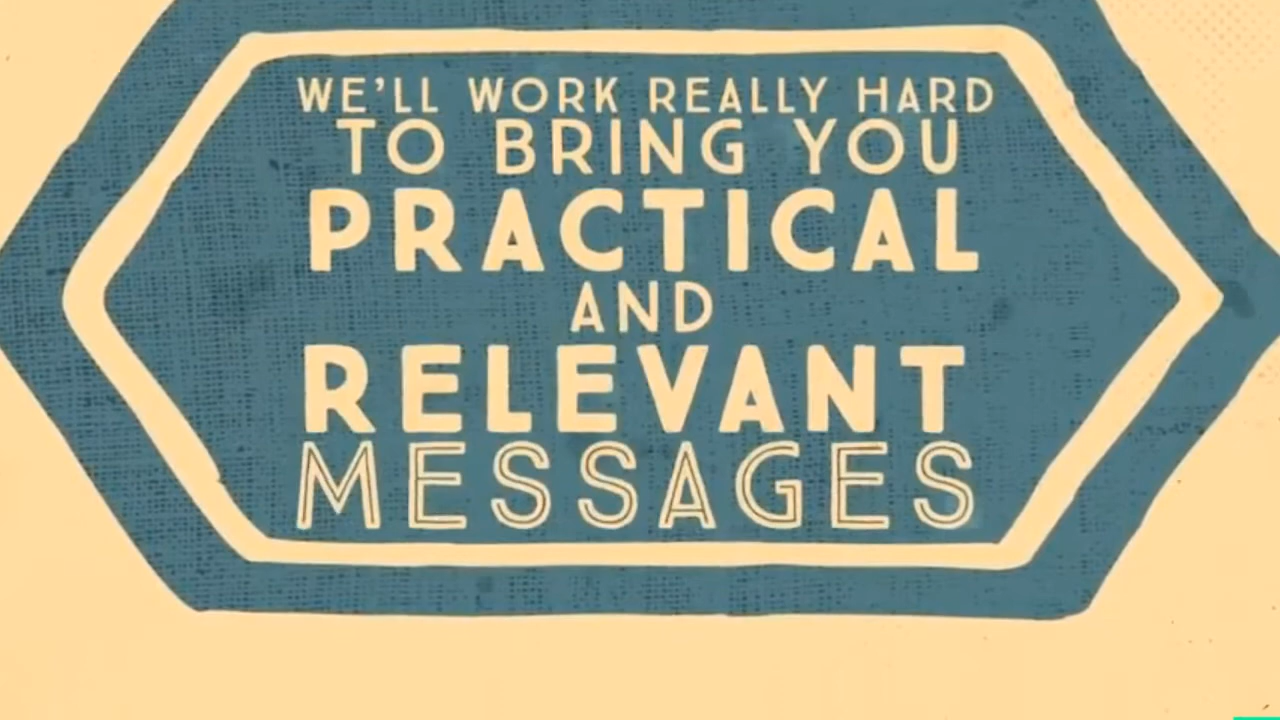 WE'LL WORK REALLY HARD
TO BRING YOU
PRACTICAL
AND
RELEVANT
MESSAGES